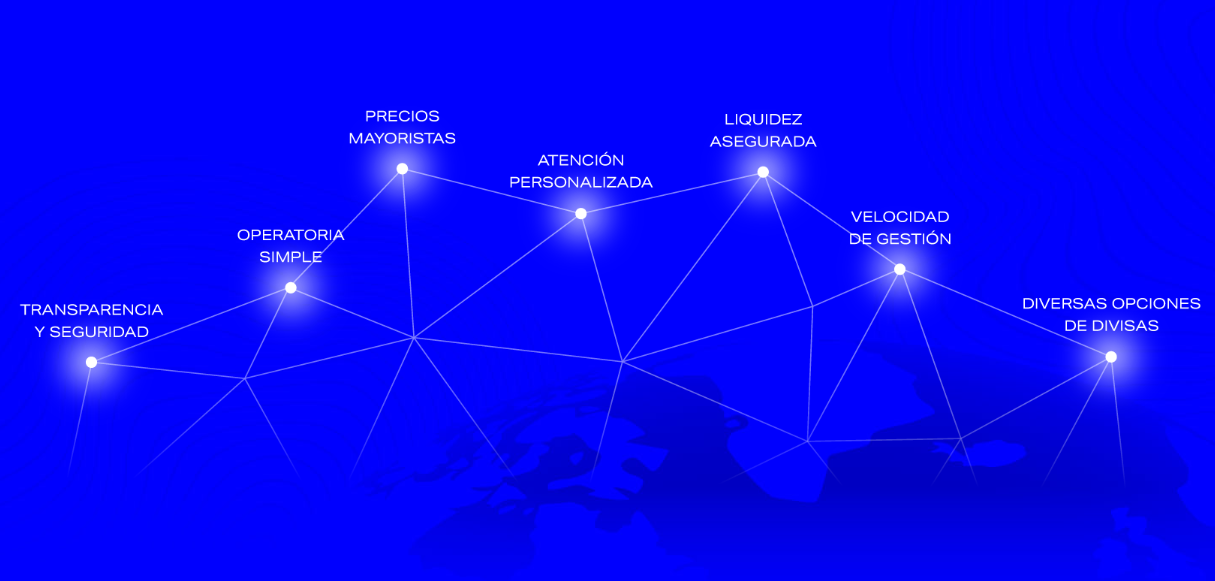 TRANSPARENCIA
Y SEGURIDAD
OPERATORIA
SIMPLE
PRECIOS
MAYORISTAS
ATENCIÓN
PERSONALIZADA
LIQUIDEZ
ASEGURADA
VELOCIDAD
DE GESTIÓN
DIVERSAS OPCIONES
DE DIVISAS